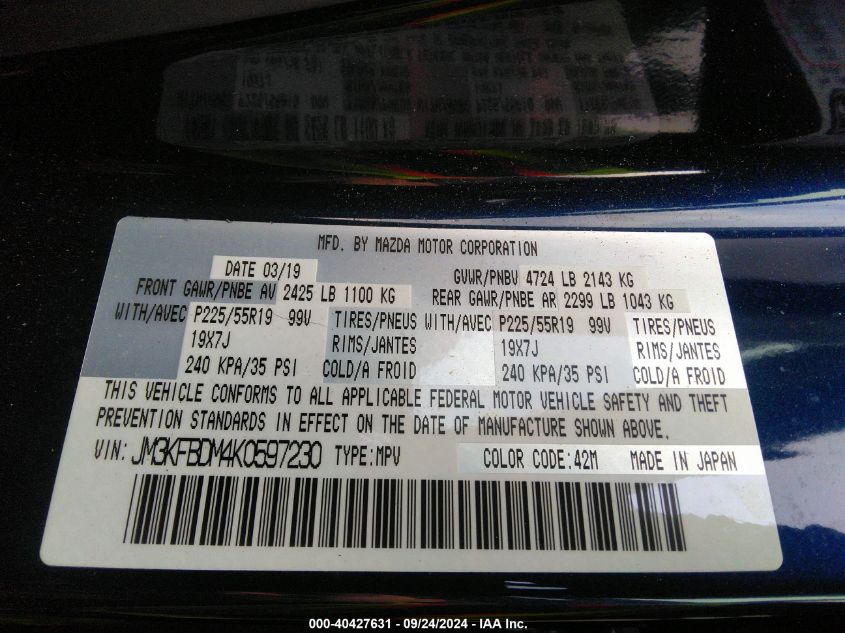 MFD. BY MAZDA MOTOR CORPORATION
DATE 03/19 GVWR/PNBV 4724 LB 2143 KG
FRONT GAWR/PNBE AV 2425 LB 1100 KG REAR GAWR/PNBE AR 2299 LB 1043 KG
WITH/AVEC P225/55R19 99V TIRES/PNEUS WITH/AVEC P225/55R19 99V TIRES/PNEUS
19X7J RIMS/JANTES 19X7J RIMS/JANTES
240 KPA/35 PSI COLD/A FROID 240 KPA/35 PSI COLD/A FROID
THIS VEHICLE CONFORMS TO ALL APPLICABLE FEDERAL MOTOR VEHICLE SAFETY AND THEFT
PREVENTION STANDARDS IN EFFECT ON THE DATE OF MANUFACTURE SHOWN ABOVE.
VIN: JM3KFBDM4K0597230 TYPE:MPV COLOR CODE:42M MADE IN JAPAN
000-40427631 - 09/24/2024 - IAA Inc.